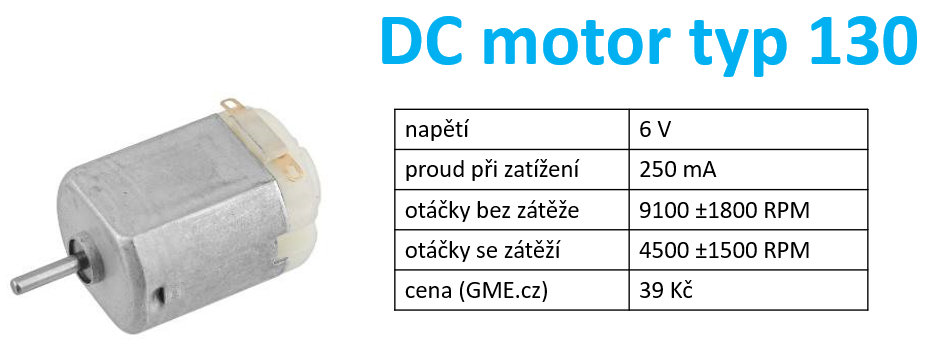 DC motor typ 130
napětí 6 V
proud při zatížení 250 mA
otáčky bez zátěže 9100 ±1800 RPM
otáčky se zátěží 4500 ±1500 RPM
cena (GME.cz) 39 Kč